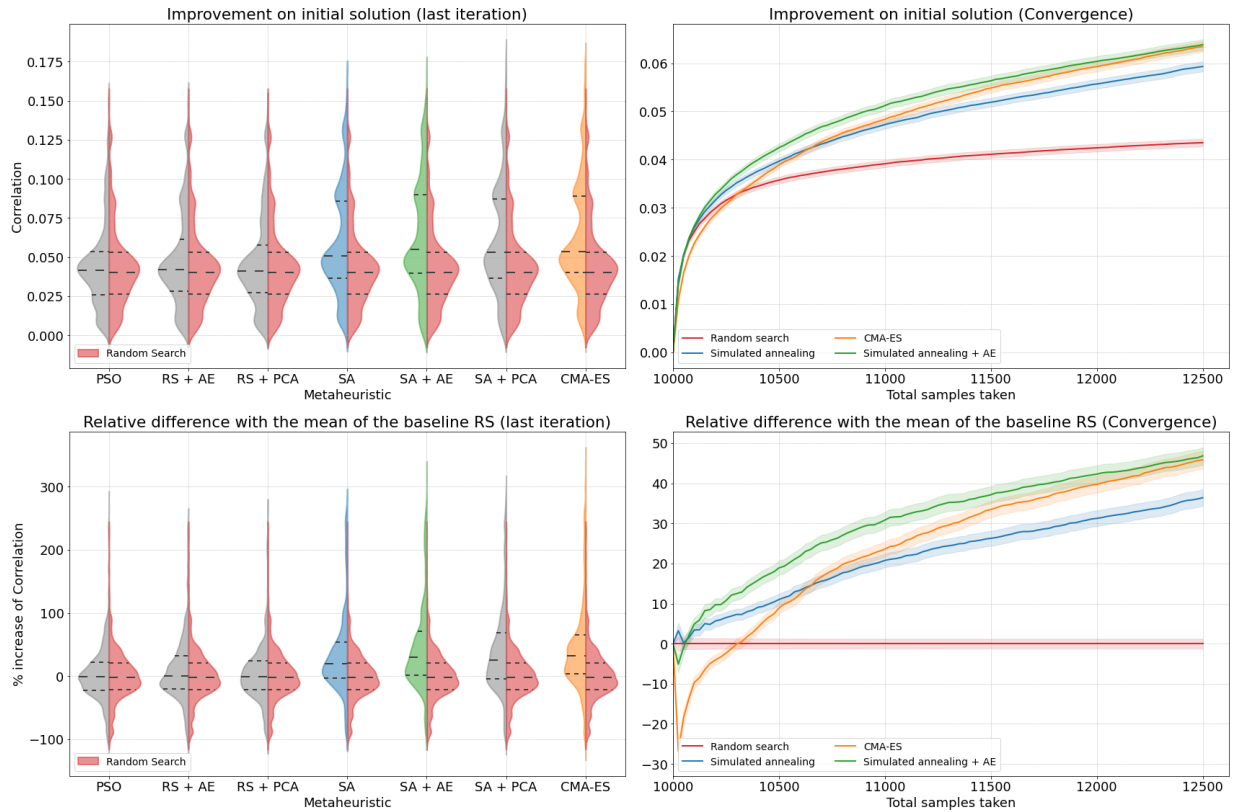 Improvement on initial solution (last iteration)
Correlation
0.175
0.150
0.125
0.100
0.075
0.050
0.025
0.000
Random Search
PSO RS + AE RS + PCA SA SA + AE SA + PCA CMA-ES
Metaheuristic
Improvement on initial solution (Convergence)
0.06
0.05
0.04
0.03
0.02
0.01
0.00
Random search CMA-ES
Simulated annealing Simulated annealing + AE
10000 10500 11000 11500 12000 12500
Total samples taken
Relative difference with the mean of the baseline RS (last iteration)
% increase of Correlation
300
200
100
0
−100
Random Search
PSO RS + AE RS + PCA SA SA + AE SA + PCA CMA-ES
Metaheuristic
Relative difference with the mean of the baseline RS (Convergence)
50
40
30
20
10
0
−10
−20
−30
Random search CMA-ES
Simulated annealing Simulated annealing + AE
10000 10500 11000 11500 12000 12500
Total samples taken